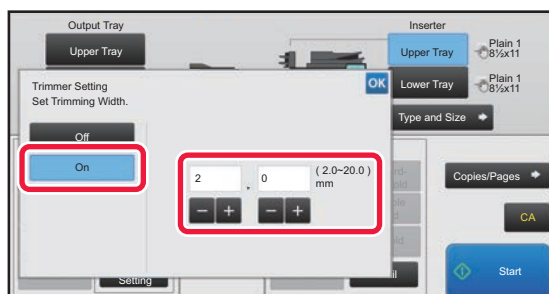 Output Tray
Inserter
Upper Tray
Upper Tray
Plain 1
8½x11
Trimmer Setting
Set Trimming Width.
OK
Lower Tray
Plain 1
8½x11
Type and Size
Off
On
2 , 0 ( 2.0~20.0 )
mm
Copies/Pages
CA
Setting
Start